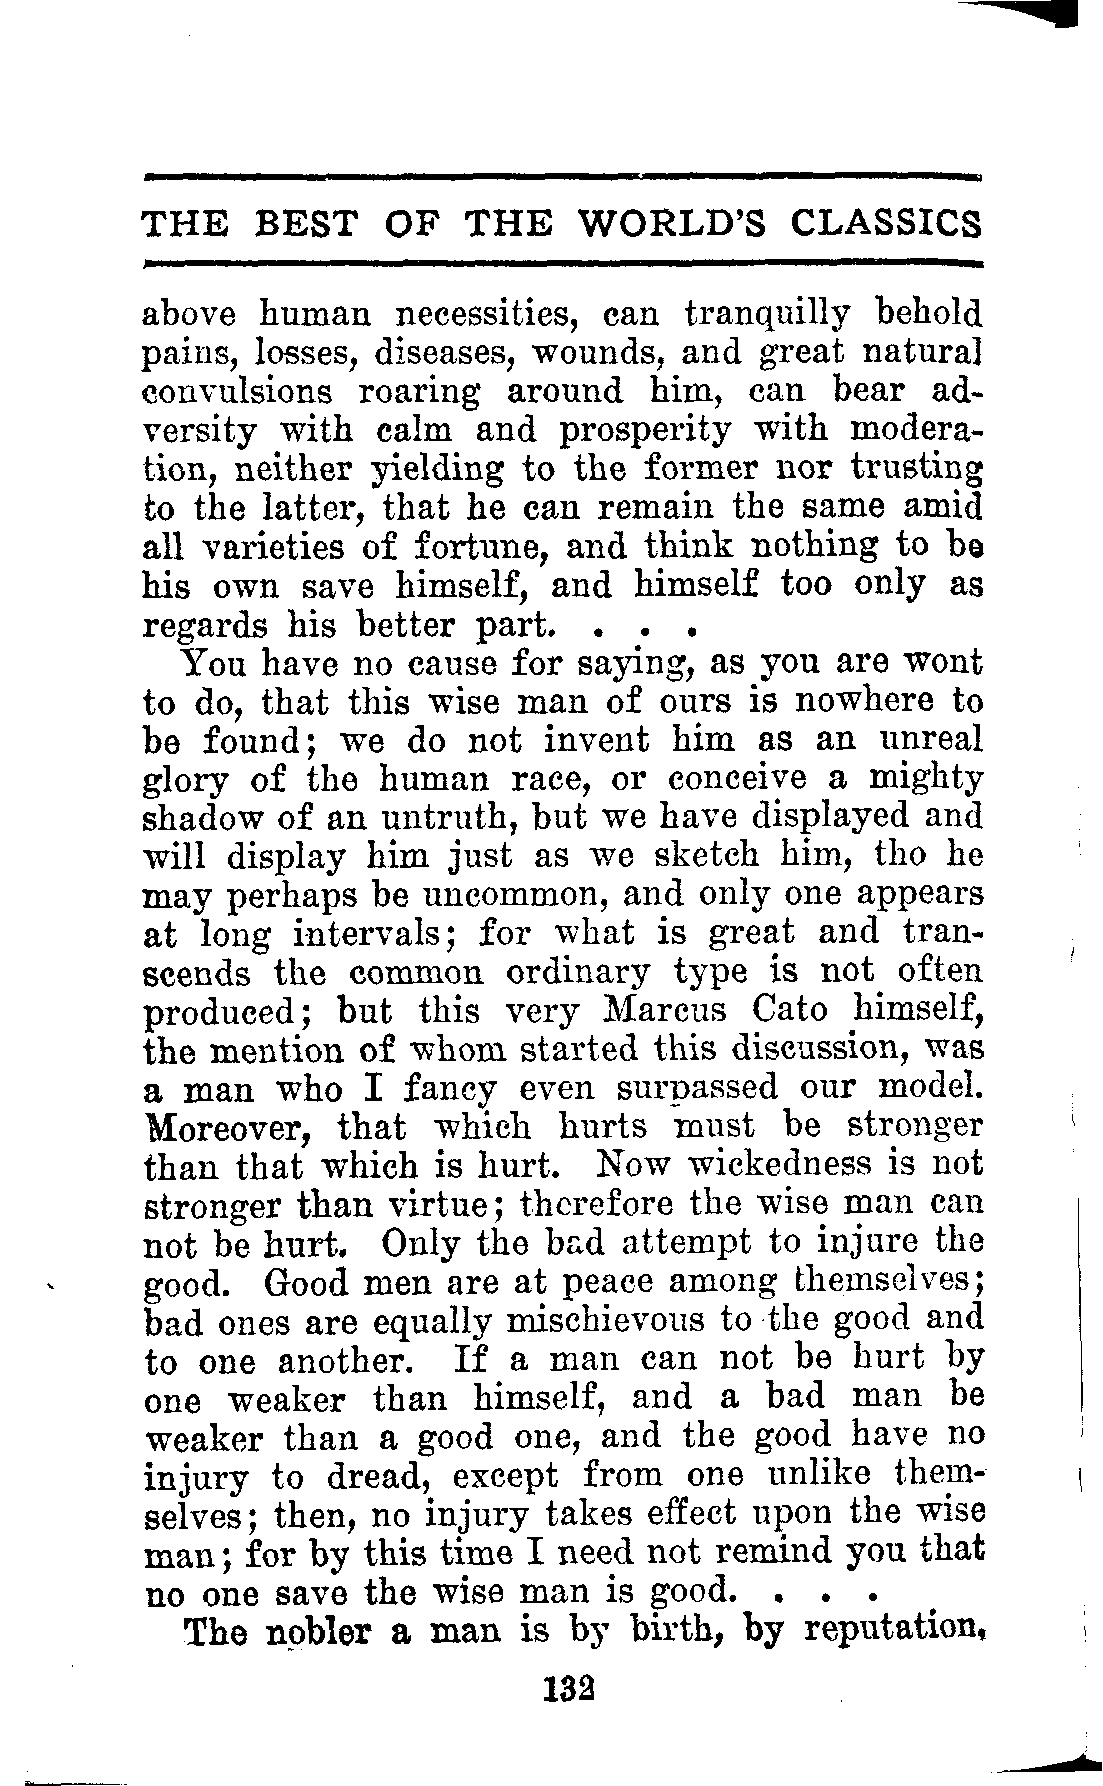 THE BEST OF THE WORLD'S CLASSICS
above human necessities, can tranquilly behold
pains, losses, diseases, wounds, and great natural
convulsions roaring around him, can bear ad-
versity with calm and prosperity with modera-
tion, neither yielding to the former nor trusting
to the latter, that he can remain the same amid
all varieties of fortune, and think nothing to be
his own save himself, and himself too only as
regards his better part. . . .
You have no cause for saying, as you are wont
to do, that this wise man of ours is nowhere to
be found; we do not invent him as an unreal
glory of the human race, or conceive a mighty
shadow of an untruth, but we have displayed and
will display him just as we sketch him, tho he
may perhaps be uncommon, and only one appears
at long intervals; for what is great and tran-
scends the common ordinary type is not often
produced; but this very Marcus Cato himself,
the mention of whom started this discussion, was
a man who I fancy even surpassed our model.
Moreover, that which hurts must be stronger
than that which is hurt. Now wickedness is not
stronger than virtue; therefore the wise man can
not be hurt. Only the bad attempt to injure the
good. Good men are at peace among themselves;
bad ones are equally mischievous to the good and
to one another. If a man can not be hurt by
one weaker than himself, and a bad man be
weaker than a good one, and the good have no
injury to dread, except from one unlike them-
selves; then, no injury takes effect upon the wise
man; for by this time I need not remind you that
no one save the wise man is good. . . .
The nobler a man is by birth, by reputation,
132